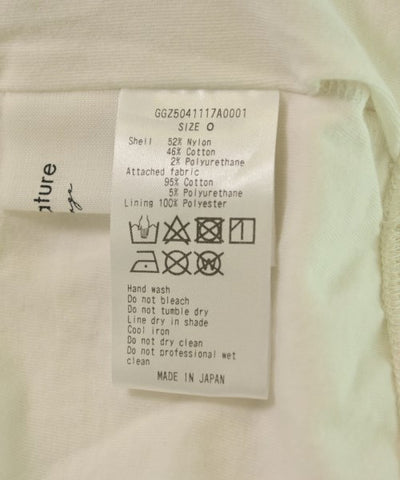 GGZ5041117A0001
SIZE O
Shell 52% Nylon
46% Cotton
2% Polyurethane
Attached fabric
95% Cotton
5% Polyurethane
Lining 100% Polyester
Hand wash
Do not bleach
Do not tumble dry
Line dry in shade
Cool iron
Do not dry clean
Do not professional wet
clean
MADE IN JAPAN
ature